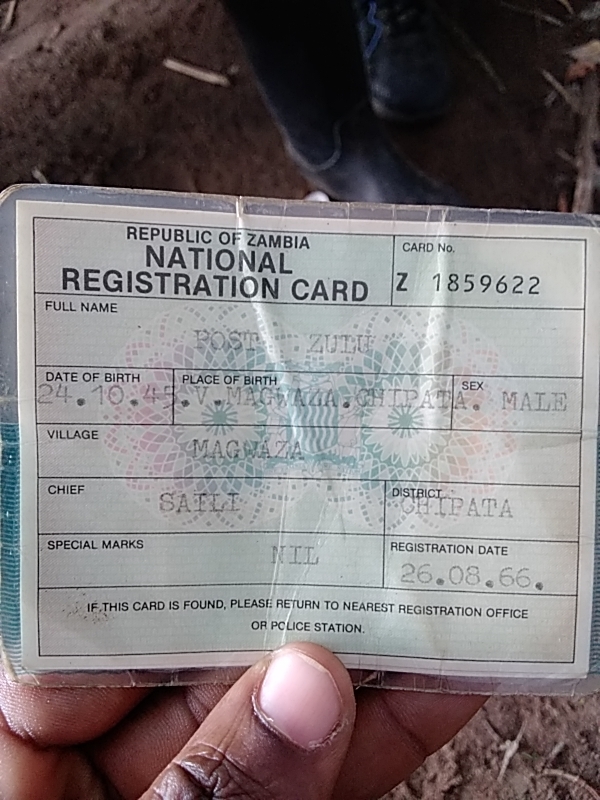 REPUBLIC OF ZAMBIA
NATIONAL
REGISTRATION CARD
CARD No.
Z 1859622
FULL NAME
POST ZULU
DATE OF BIRTH
24.10.45.
PLACE OF BIRTH
V.MAGWAZA.CHIPATA.
SEX
MALE
VILLAGE
MAGWAZA
CHIEF
SAILI
DISTRICT
CHIPATA
SPECIAL MARKS
NIL
REGISTRATION DATE
26.08.66.
IF THIS CARD IS FOUND, PLEASE RETURN TO NEAREST REGISTRATION OFFICE
OR POLICE STATION.